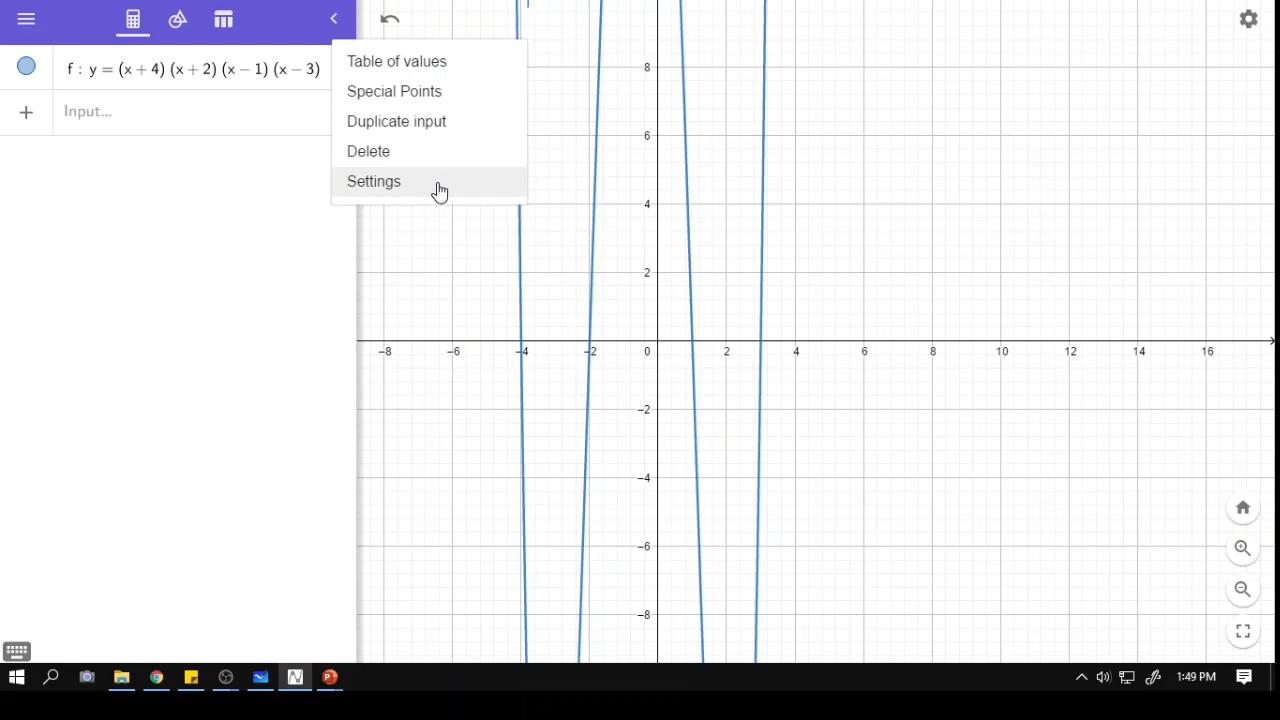 f : y = (x + 4) (x + 2) (x − 1) (x − 3)
Input...
Table of values
Special Points
Duplicate input
Delete
Settings
8
6
4
2
−8 −6 −4 −2 0 2 4 6 8 10 12 14 16
−2
−4
−6
−8
1:49 PM